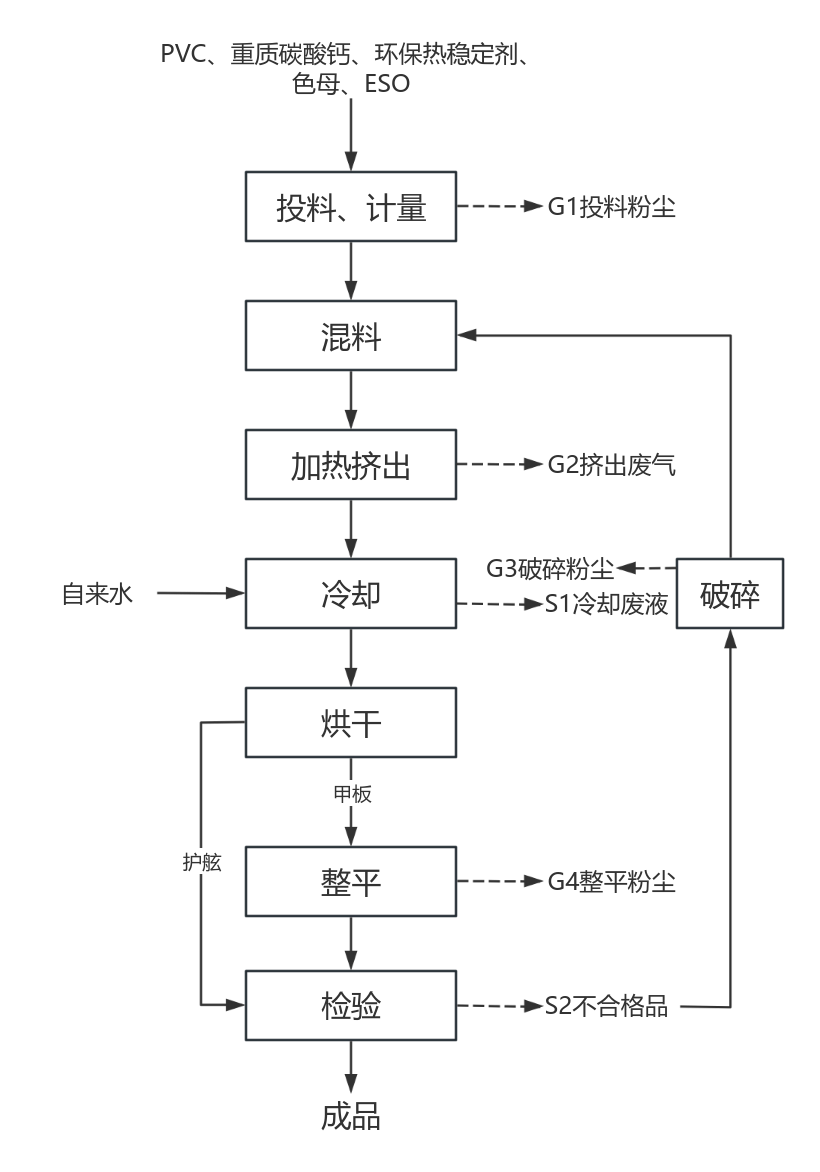 PVC、重质碳酸钙、环保热稳定剂、
色母、ESO
投料、计量
G1投料粉尘
混料
加热挤出
G2挤出废气
G3破碎粉尘
破碎
自来水
冷却
S1冷却废液
烘干
甲板
护舷
整平
G4整平粉尘
检验
S2不合格品
成品